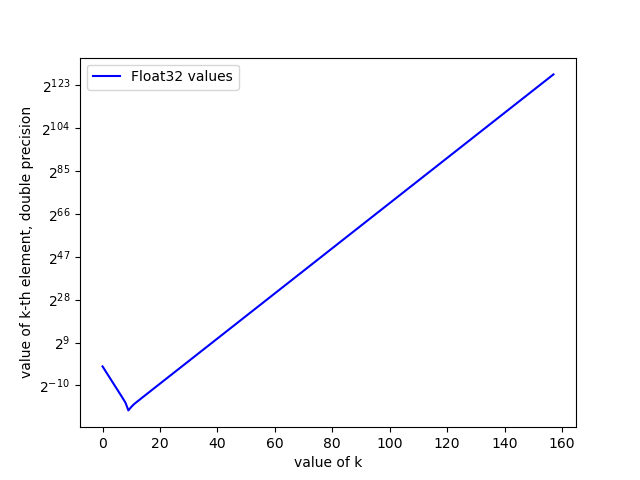 Float32 values
value of k-th element, double precision
2^123
2^104
2^85
2^66
2^47
2^28
2^9
2^−10
0 20 40 60 80 100 120 140 160
value of k